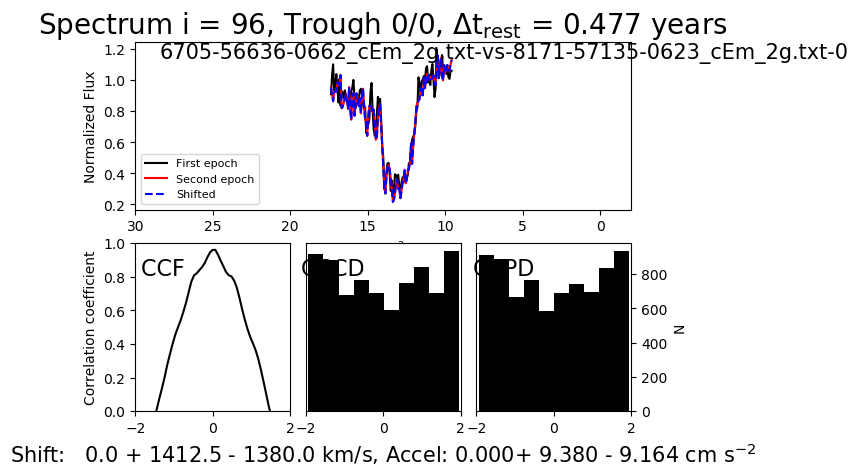 Spectrum i = 96, Trough 0/0, Δt_rest = 0.477 years
6705-56636-0662_cEm_2g.txt-vs-8171-57135-0623_cEm_2g.txt-0
Normalized Flux
1.2
1.0
0.8
0.6
0.4
0.2
First epoch
Second epoch
Shifted
30 25 20 15 10 5 0
Correlation coefficient
1.0
0.8
0.6
0.4
0.2
0.0
CCF
800
600
400
200
0
N
−2 0 2
−2 0 2
−2 0 2
Shift: 0.0 + 1412.5 - 1380.0 km/s, Accel: 0.000+ 9.380 - 9.164 cm s⁻²